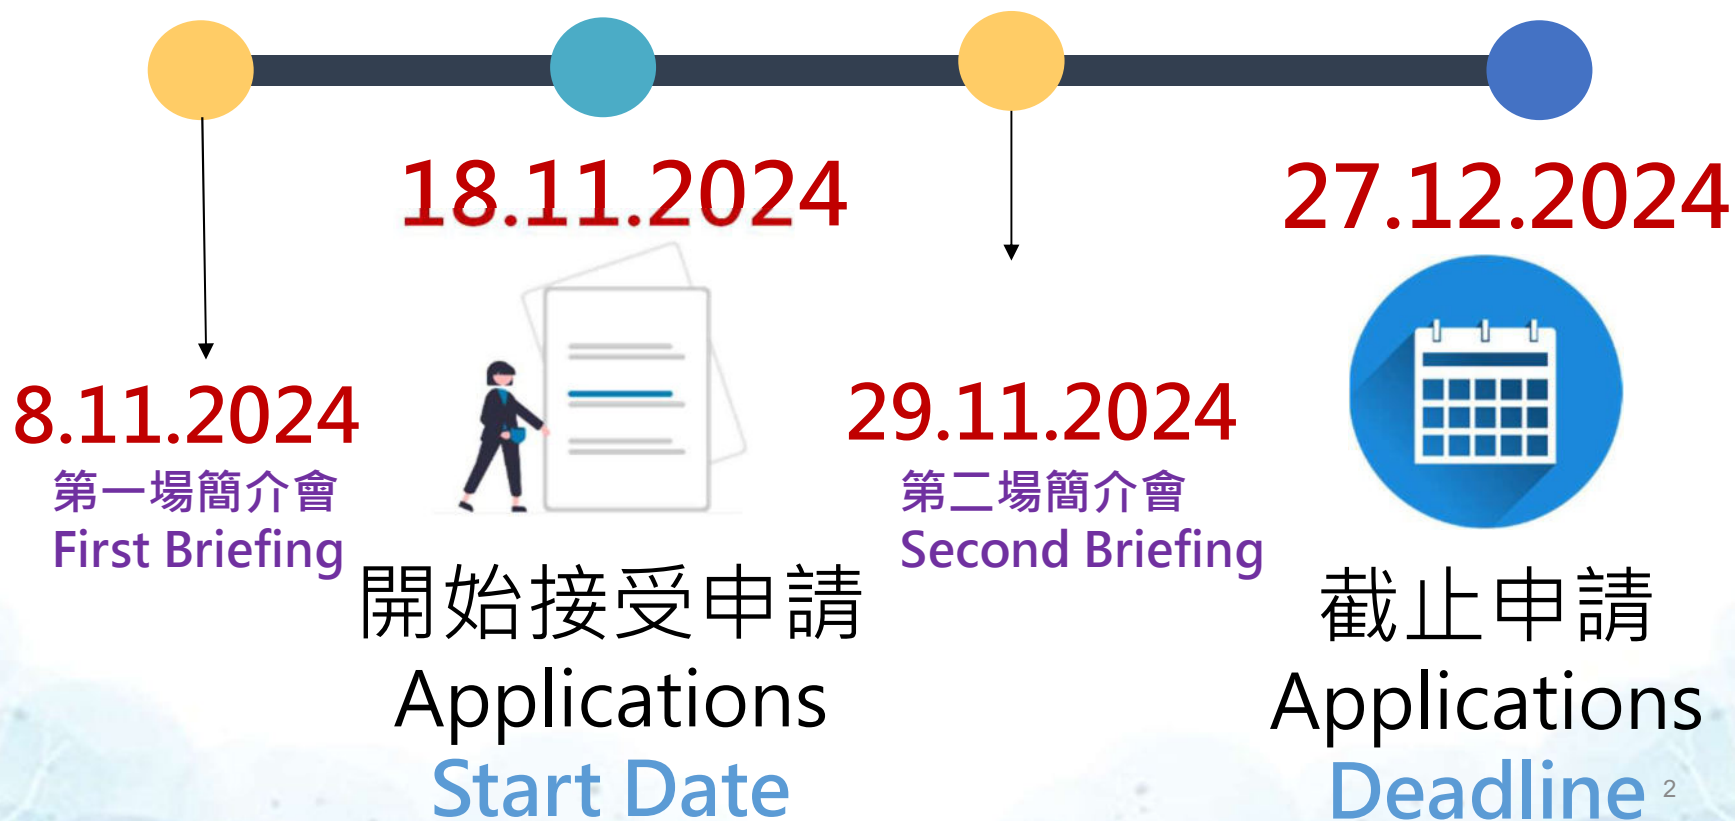 8.11.2024
第一場簡介會
First Briefing
18.11.2024
開始接受申請
Applications
Start Date
29.11.2024
第二場簡介會
Second Briefing
27.12.2024
截止申請
Applications
Deadline
2